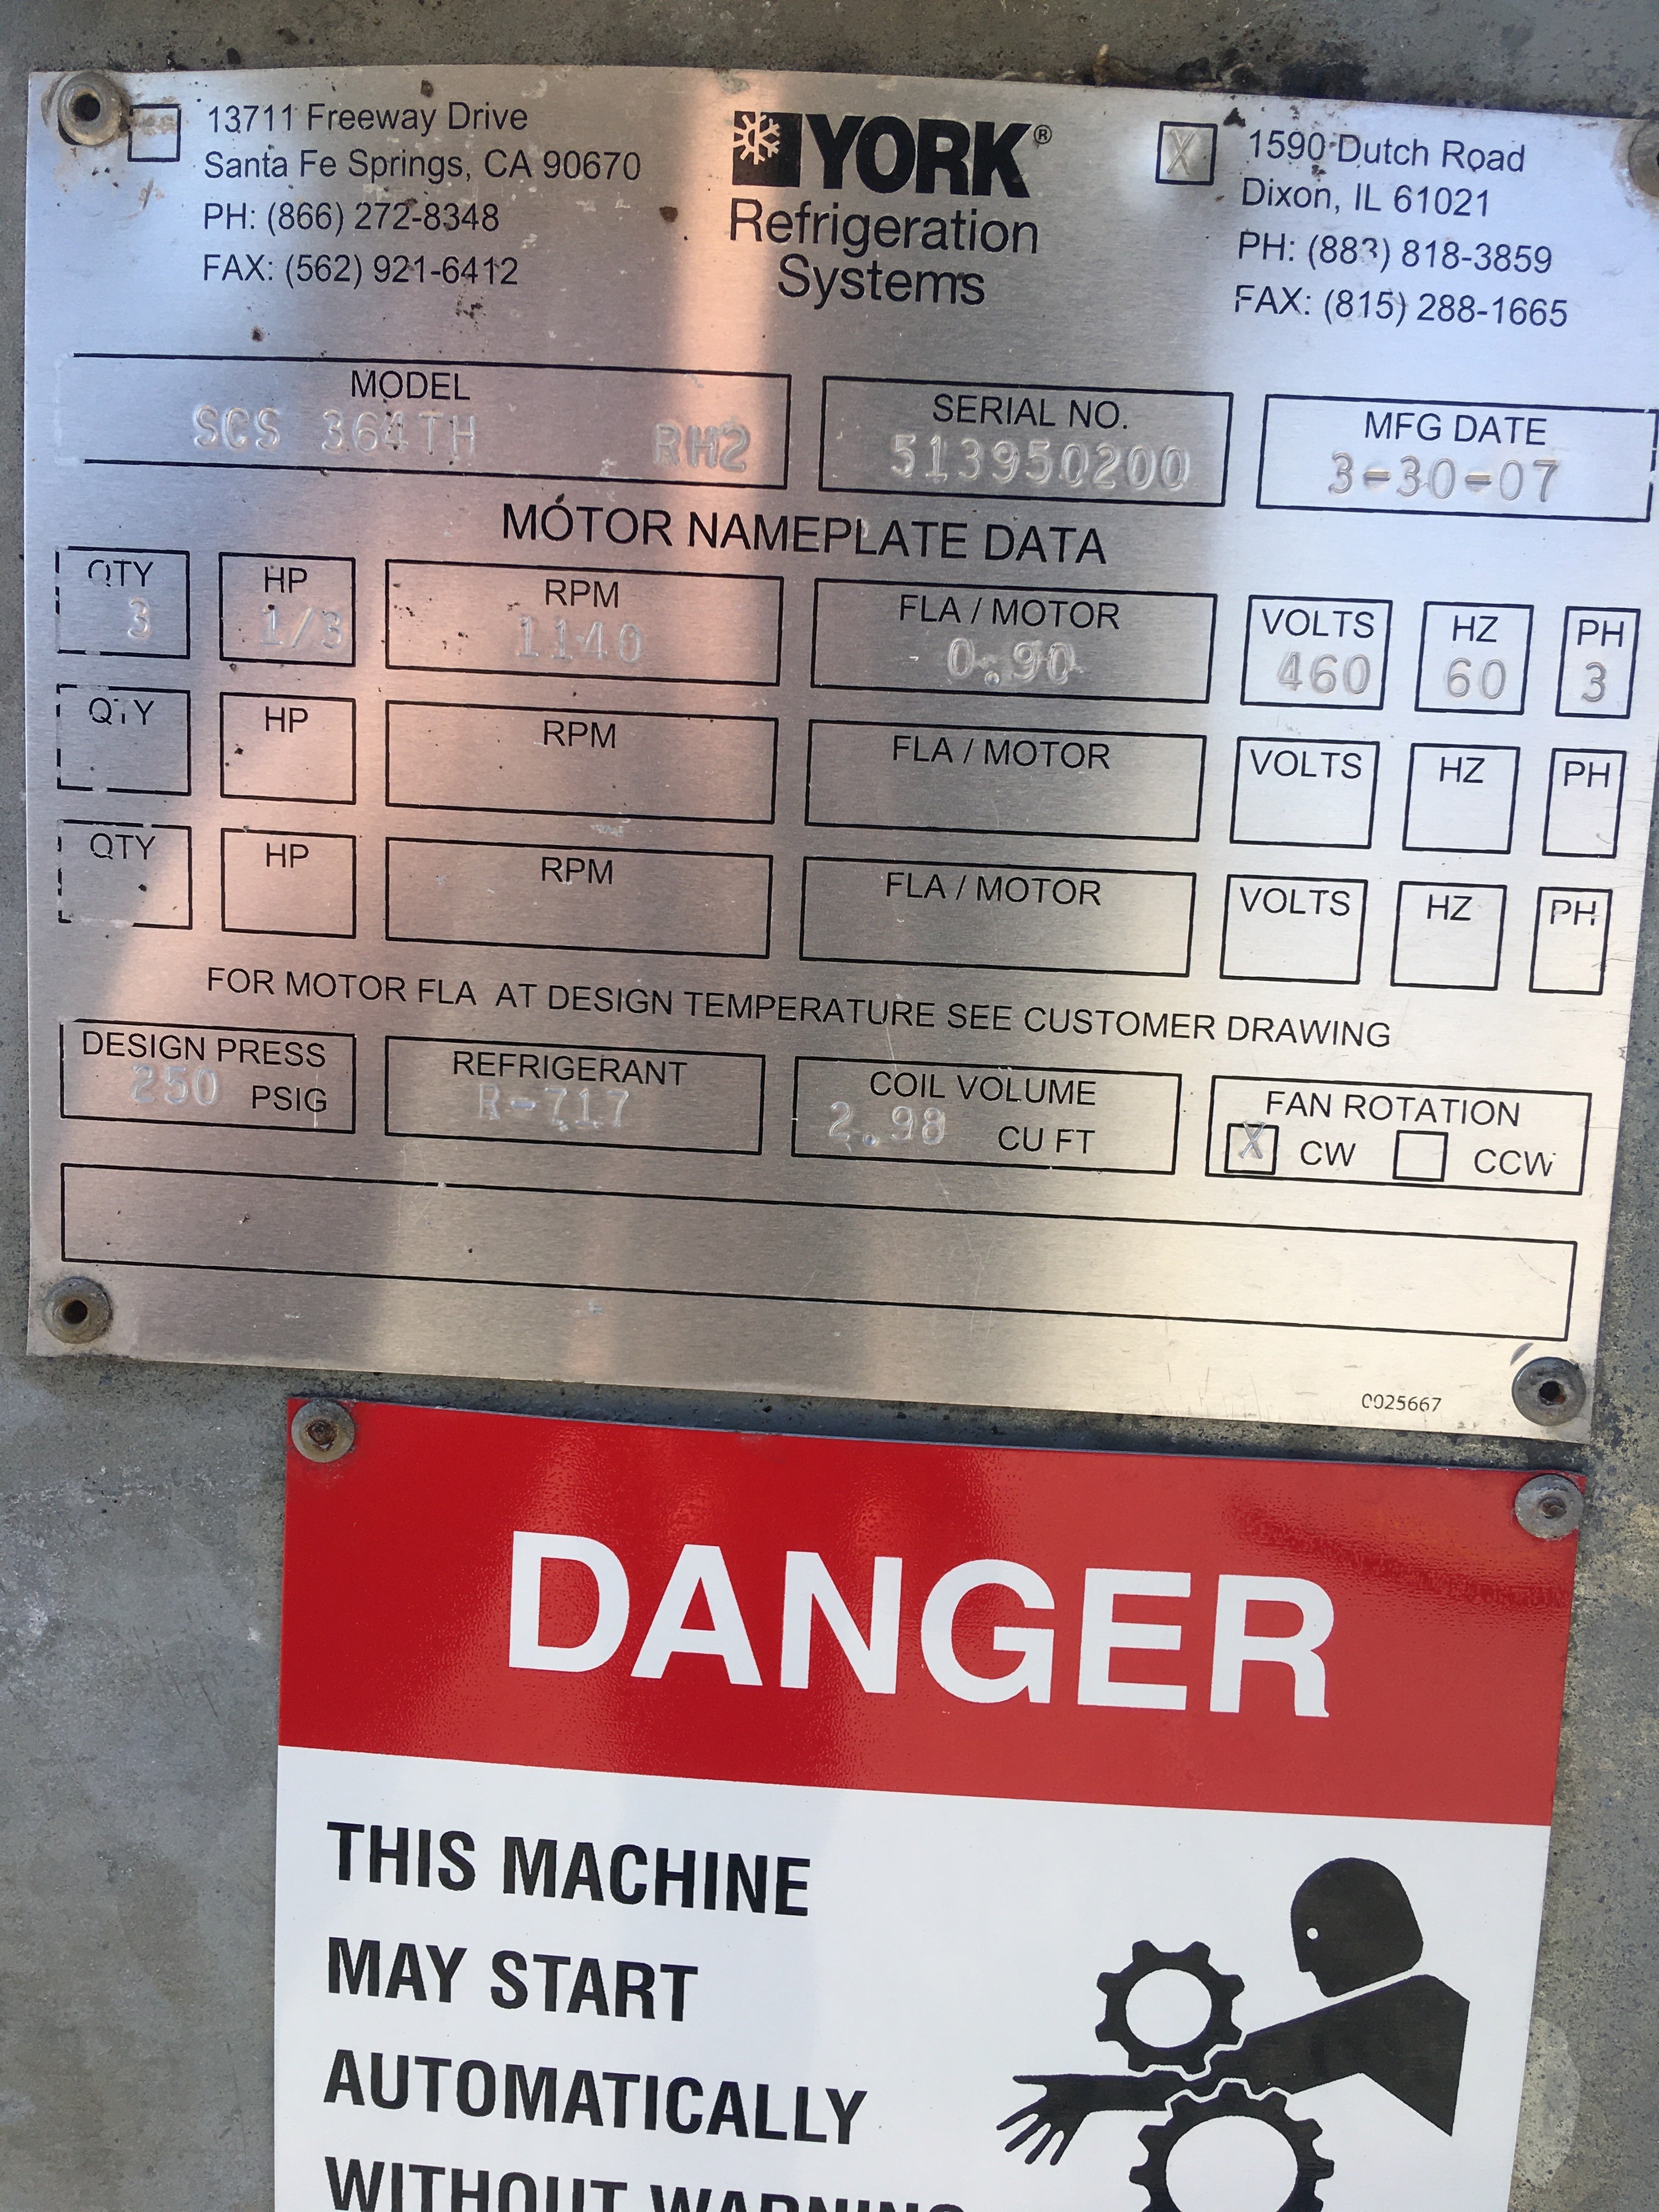 13711 Freeway Drive
Santa Fe Springs, CA 90670
PH: (866) 272-8348
FAX: (562) 921-6412
YORK®
Refrigeration
Systems
X
1590 Dutch Road
Dixon, IL 61021
PH: (883) 818-3859
FAX: (815) 288-1665
MODEL
SCS 364TH RH2
SERIAL NO.
513950200
MFG DATE
3-30-07
MOTOR NAMEPLATE DATA
QTY HP RPM FLA / MOTOR VOLTS HZ PH
3 1/3 1140 0.90 460 60 3
QTY HP RPM FLA / MOTOR VOLTS HZ PH
QTY HP RPM FLA / MOTOR VOLTS HZ PH
FOR MOTOR FLA AT DESIGN TEMPERATURE SEE CUSTOMER DRAWING
DESIGN PRESS
250 PSIG
REFRIGERANT
R-717
COIL VOLUME
2.98 CU FT
FAN ROTATION
X CW CCW
0025667
DANGER
THIS MACHINE
MAY START
AUTOMATICALLY
WITHOUT WARNING